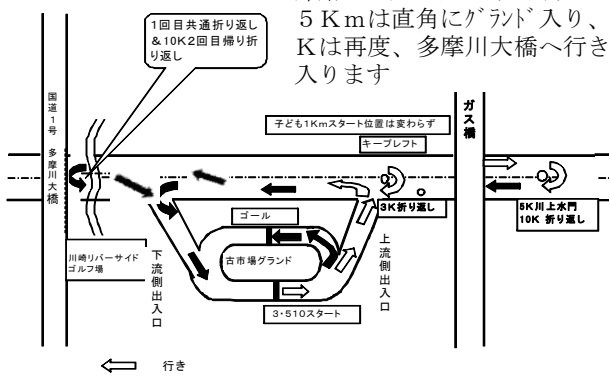 ５Ｋｍは直角にグランド入り、
Ｋは再度、多摩川大橋へ行き
入ります
1回目共通折り返し
&10K2回目帰り折
り返し
国道１号　多摩川大橋
ガス橋
子ども1Kmスタート位置は変わらず
キープレフト
3K 折り返し
5K川上水門
10K 折り返し
ゴール
古市場グランド
川崎リバーサイド
ゴルフ場
下流側出入口
上流側出入口
3・510スタート
行き